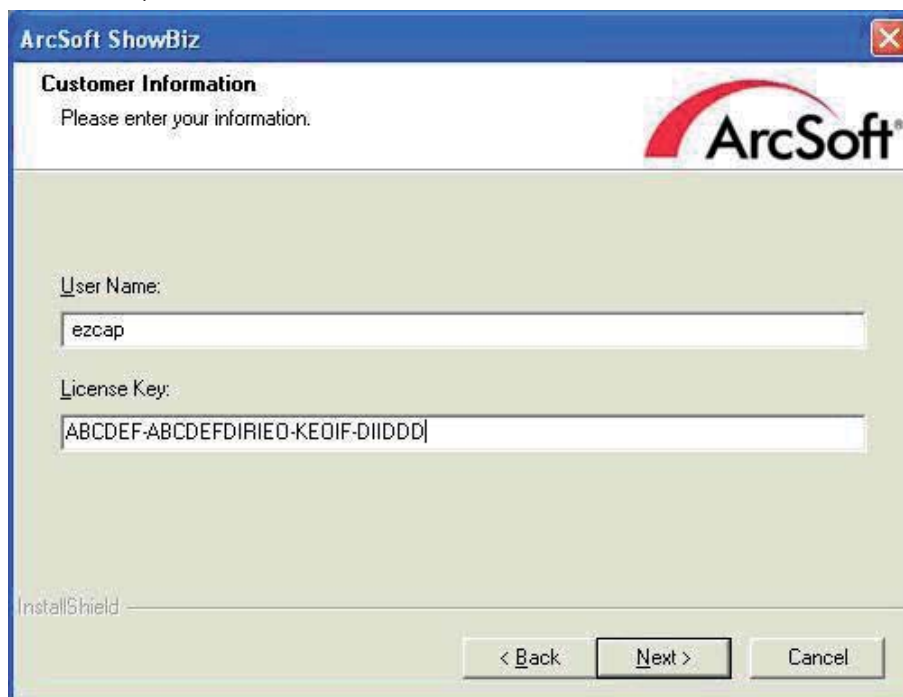 ArcSoft ShowBiz
Customer Information
Please enter your information.
ArcSoft®
User Name:
ezcap
License Key:
ABCDEF-ABCDEFDIRIEO-KEOIF-DIIDDD
InstallShield
< Back
Next >
Cancel